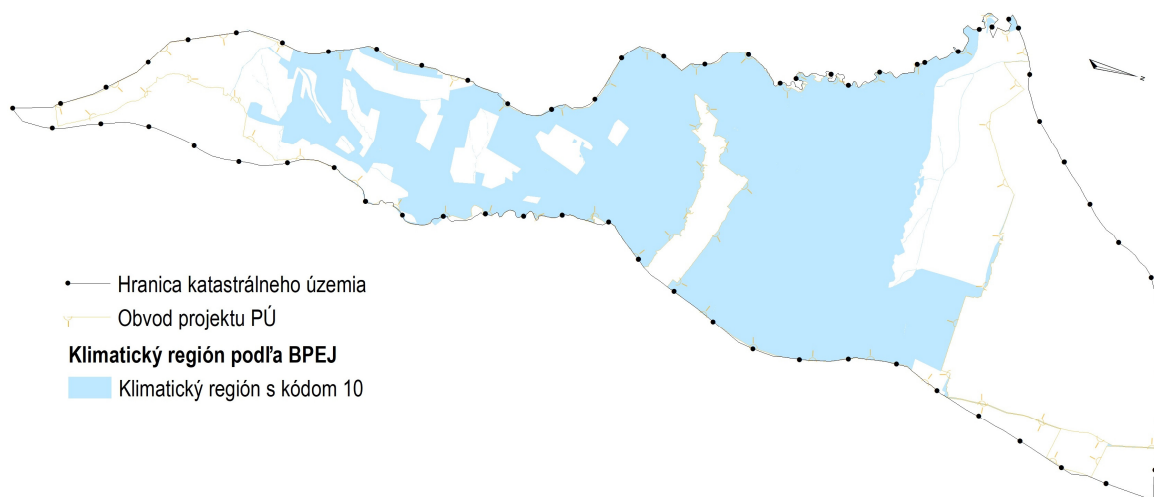 Hranica katastrálneho územia
Obvod projektu PÚ
Klimatický región podľa BPEJ
Klimatický región s kódom 10